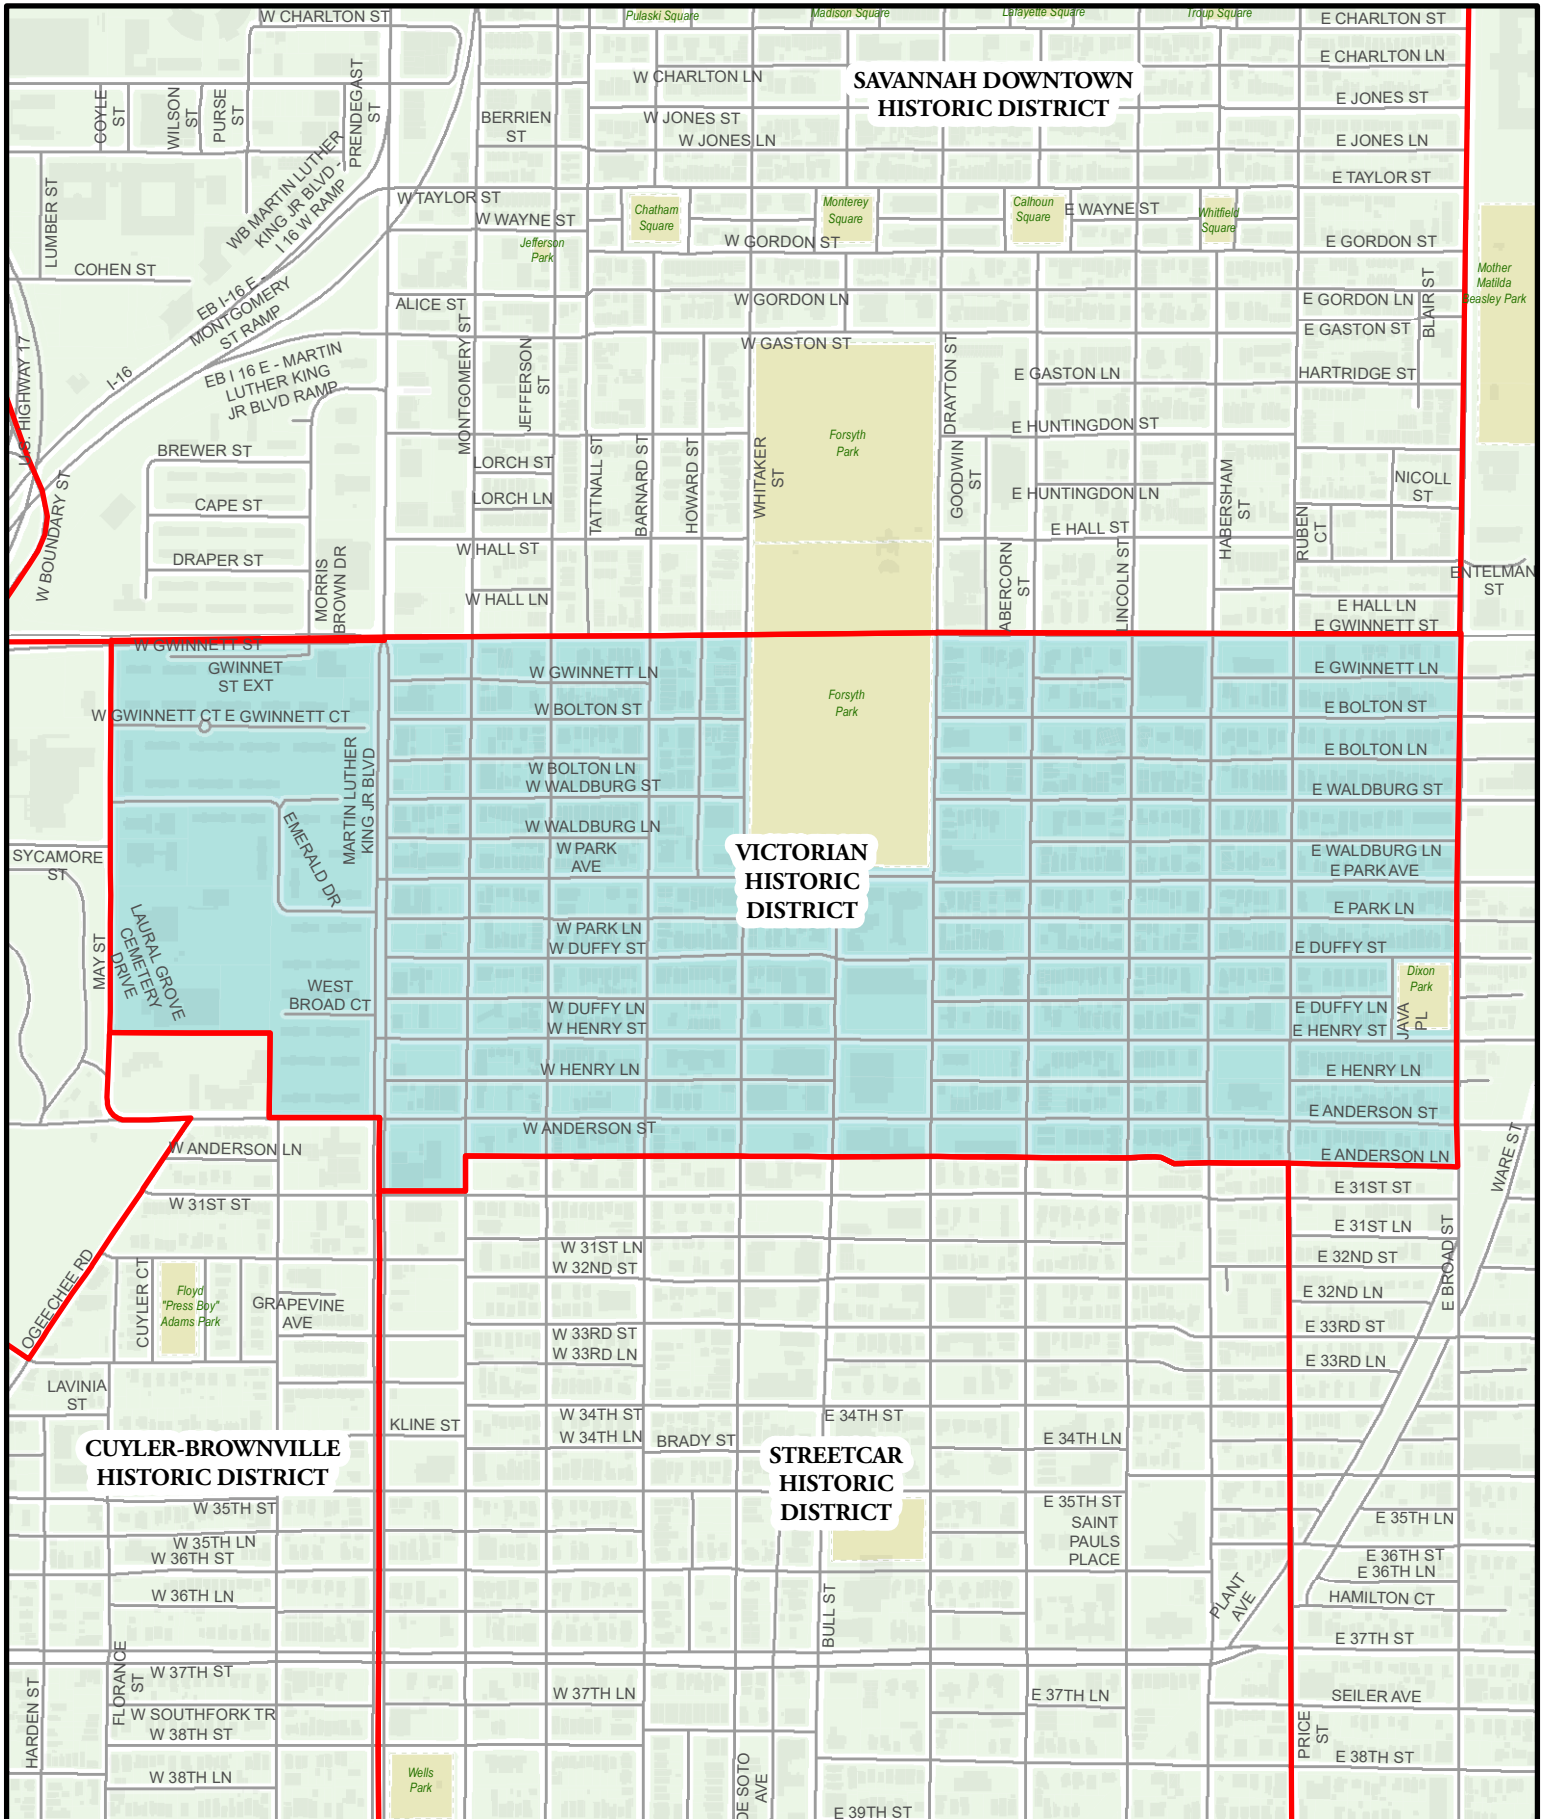 W CHARLTON ST
Pulaski Square
Madison Square
Lafayette Square
Troup Square
E CHARLTON ST
E CHARLTON LN
W CHARLTON LN
SAVANNAH DOWNTOWN
HISTORIC DISTRICT
COYLE
ST
WILSON
ST
PURSE
ST
PRENDEGAST
ST
BERRIEN
ST
W JONES ST
W JONES LN
E JONES ST
E JONES LN
E TAYLOR ST
WB MARTIN LUTHER
KING JR BLVD -
I 16 W RAMP
LUMBER ST
W TAYLOR ST
W WAYNE ST
Jefferson
Park
Chatham
Square
Monterey
Square
Calhoun
Square
E WAYNE ST
Whitfield
Square
W GORDON ST
E GORDON ST
COHEN ST
EB I-16 E -
MONTGOMERY
ST RAMP
ALICE ST
W GORDON LN
E GORDON LN
BLAIR ST
Mother
Matilda
Beasley Park
E GASTON ST
W GASTON ST
U.S. HIGHWAY 17
I-16
EB I 16 E - MARTIN
LUTHER KING
JR BLVD RAMP
MONTGOMERY ST
JEFFERSON
ST
DRAYTON ST
E GASTON LN
HARTRIDGE ST
E HUNTINGDON ST
BREWER ST
LORCH ST
LORCH LN
TATTNALL ST
BARNARD ST
HOWARD ST
WHITAKER
ST
Forsyth
Park
GOODWIN
ST
E HUNTINGDON LN
HABERSHAM
ST
NICOLL
ST
CAPE ST
W BOUNDARY ST
E HALL ST
RUBEN
CT
DRAPER ST
MORRIS
BROWN DR
W HALL ST
W HALL LN
ABERCORN
ST
LINCOLN ST
ENTELMAN
ST
E HALL LN
E GWINNETT ST
W GWINNETT ST
GWINNET
ST EXT
W GWINNETT LN
E GWINNETT LN
W GWINNETT CT
E GWINNETT CT
W BOLTON ST
Forsyth
Park
E BOLTON ST
E BOLTON LN
MARTIN LUTHER
KING JR BLVD
W BOLTON LN
W WALDBURG ST
E WALDBURG ST
EMERALD DR
W WALDBURG LN
W PARK
AVE
VICTORIAN
HISTORIC
DISTRICT
E WALDBURG LN
E PARK AVE
SYCAMORE
ST
E PARK LN
MAY ST
LAURAL GROVE
CEMETERY
DRIVE
W PARK LN
W DUFFY ST
E DUFFY ST
WEST
BROAD CT
Dixon
Park
W DUFFY LN
W HENRY ST
E DUFFY LN
E HENRY ST
JAVA
PL
W HENRY LN
E HENRY LN
W ANDERSON ST
E ANDERSON ST
W ANDERSON LN
E ANDERSON LN
WARE ST
W 31ST ST
E 31ST ST
E 31ST LN
E BROAD ST
W 31ST LN
W 32ND ST
E 32ND ST
OGEECHEE RD
CUYLER CT
Floyd
"Press Boy"
Adams Park
GRAPEVINE
AVE
E 32ND LN
W 33RD ST
W 33RD LN
E 33RD ST
E 33RD LN
LAVINIA
ST
KLINE ST
W 34TH ST
W 34TH LN
BRADY ST
E 34TH ST
E 34TH LN
CUYLER-BROWNVILLE
HISTORIC DISTRICT
STREETCAR
HISTORIC
DISTRICT
W 35TH ST
E 35TH ST
SAINT
PAULS
PLACE
E 35TH LN
W 35TH LN
W 36TH ST
E 36TH ST
E 36TH LN
W 36TH LN
BULL ST
PLANT
AVE
HAMILTON CT
E 37TH ST
FLORANCE
ST
W 37TH ST
HARDEN ST
W 37TH LN
E 37TH LN
SEILER AVE
W SOUTHFORK TR
W 38TH ST
PRICE
ST
E 38TH ST
W 38TH LN
Wells
Park
DE SOTO
AVE
E 39TH ST